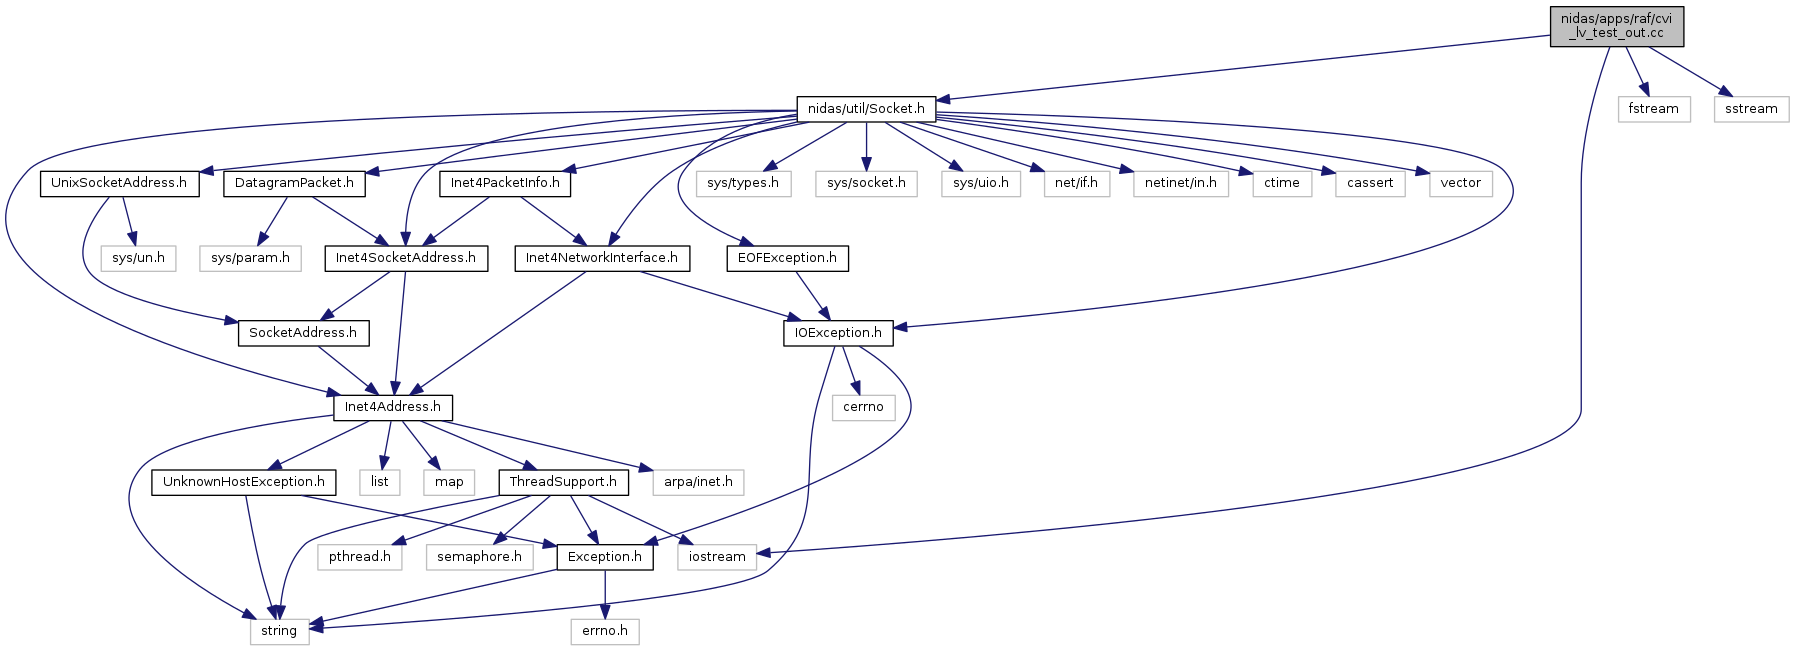 nidas/apps/raf/cvi
_lv_test_out.cc
nidas/util/Socket.h
fstream
sstream
UnixSocketAddress.h
DatagramPacket.h
Inet4PacketInfo.h
sys/types.h
sys/socket.h
sys/uio.h
net/if.h
netinet/in.h
ctime
cassert
vector
sys/un.h
sys/param.h
Inet4SocketAddress.h
Inet4NetworkInterface.h
EOFException.h
SocketAddress.h
IOException.h
Inet4Address.h
cerrno
UnknownHostException.h
list
map
ThreadSupport.h
arpa/inet.h
pthread.h
semaphore.h
Exception.h
iostream
string
errno.h